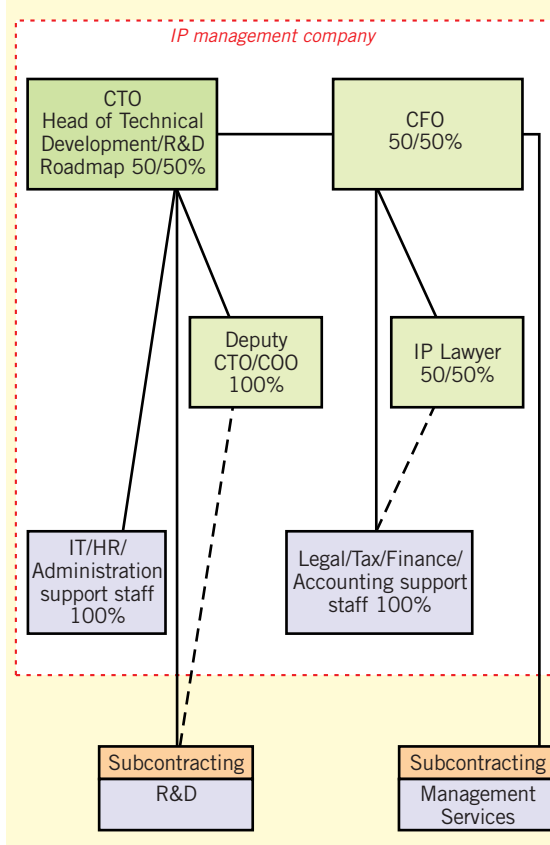 IP management company
CTO
Head of Technical
Development/R&D
Roadmap 50/50%
CFO
50/50%
Deputy
CTO/COO
100%
IP Lawyer
50/50%
IT/HR/
Administration
support staff
100%
Legal/Tax/Finance/
Accounting support
staff 100%
Subcontracting
R&D
Subcontracting
Management
Services